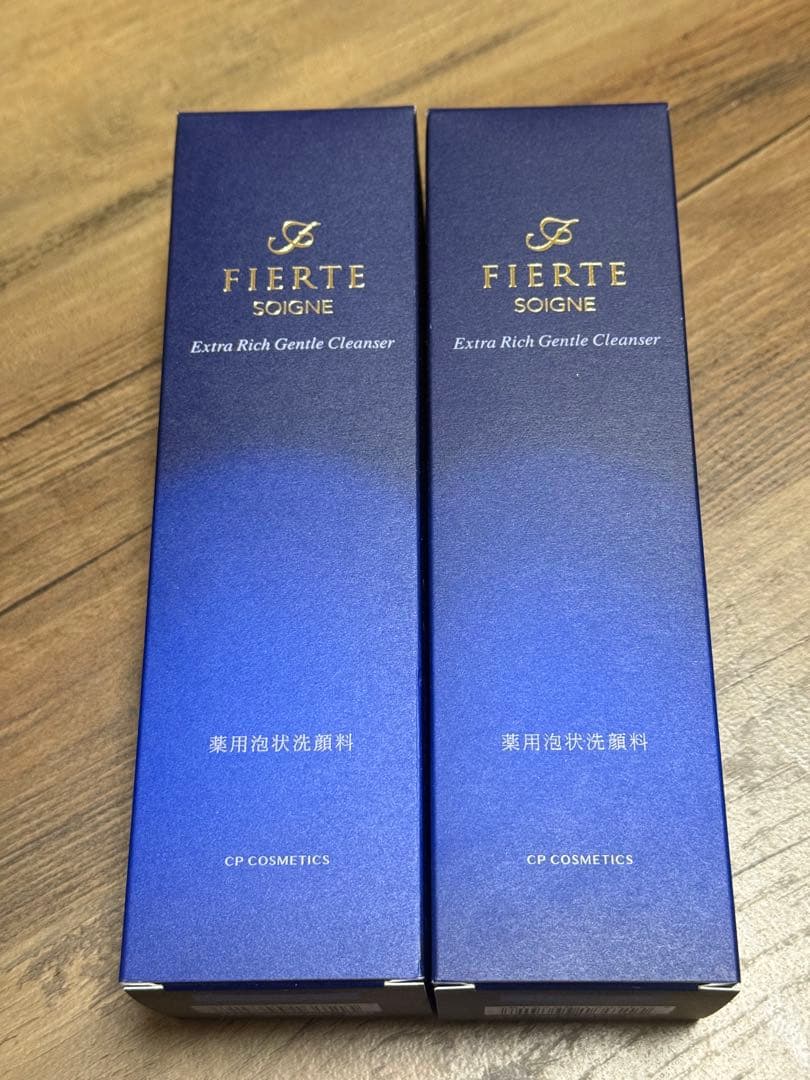 FIERTE
SOIGNE
Extra Rich Gentle Cleanser
薬用泡状洗顔料
CP COSMETICS
FIERTE
SOIGNE
Extra Rich Gentle Cleanser
薬用泡状洗顔料
CP COSMETICS